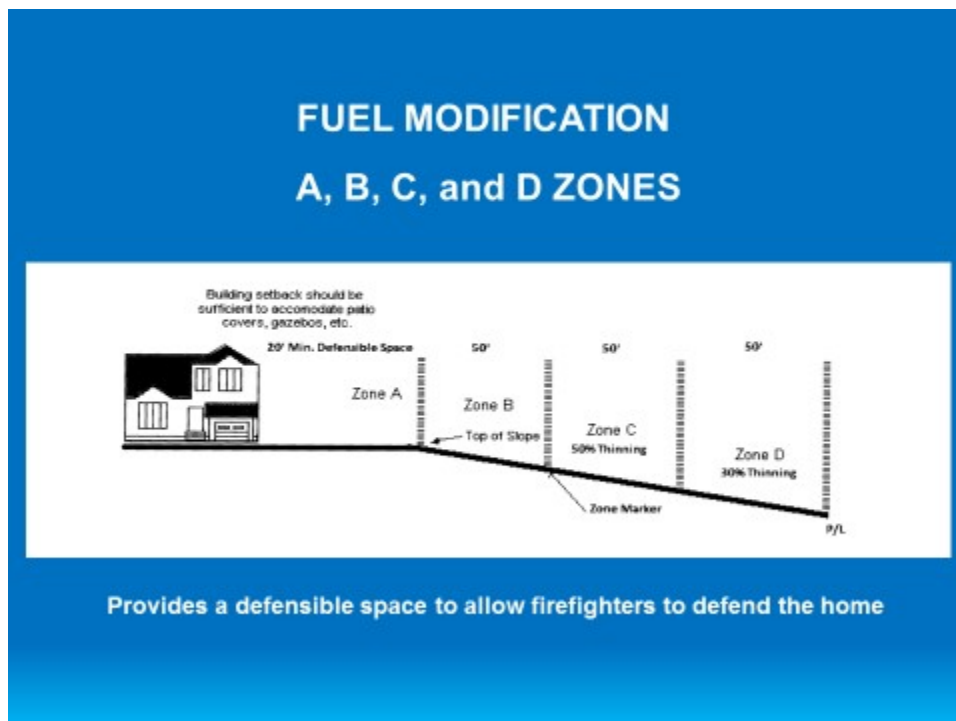 FUEL MODIFICATION
A, B, C, and D ZONES
Building setback should be
sufficient to accomodate patio
covers, gazebos, etc.
20' Min. Defensible Space
50'
50'
50'
Zone A
Zone B
Top of Slope
Zone C
50% Thinning
Zone D
30% Thinning
Zone Marker
P/L
Provides a defensible space to allow firefighters to defend the home